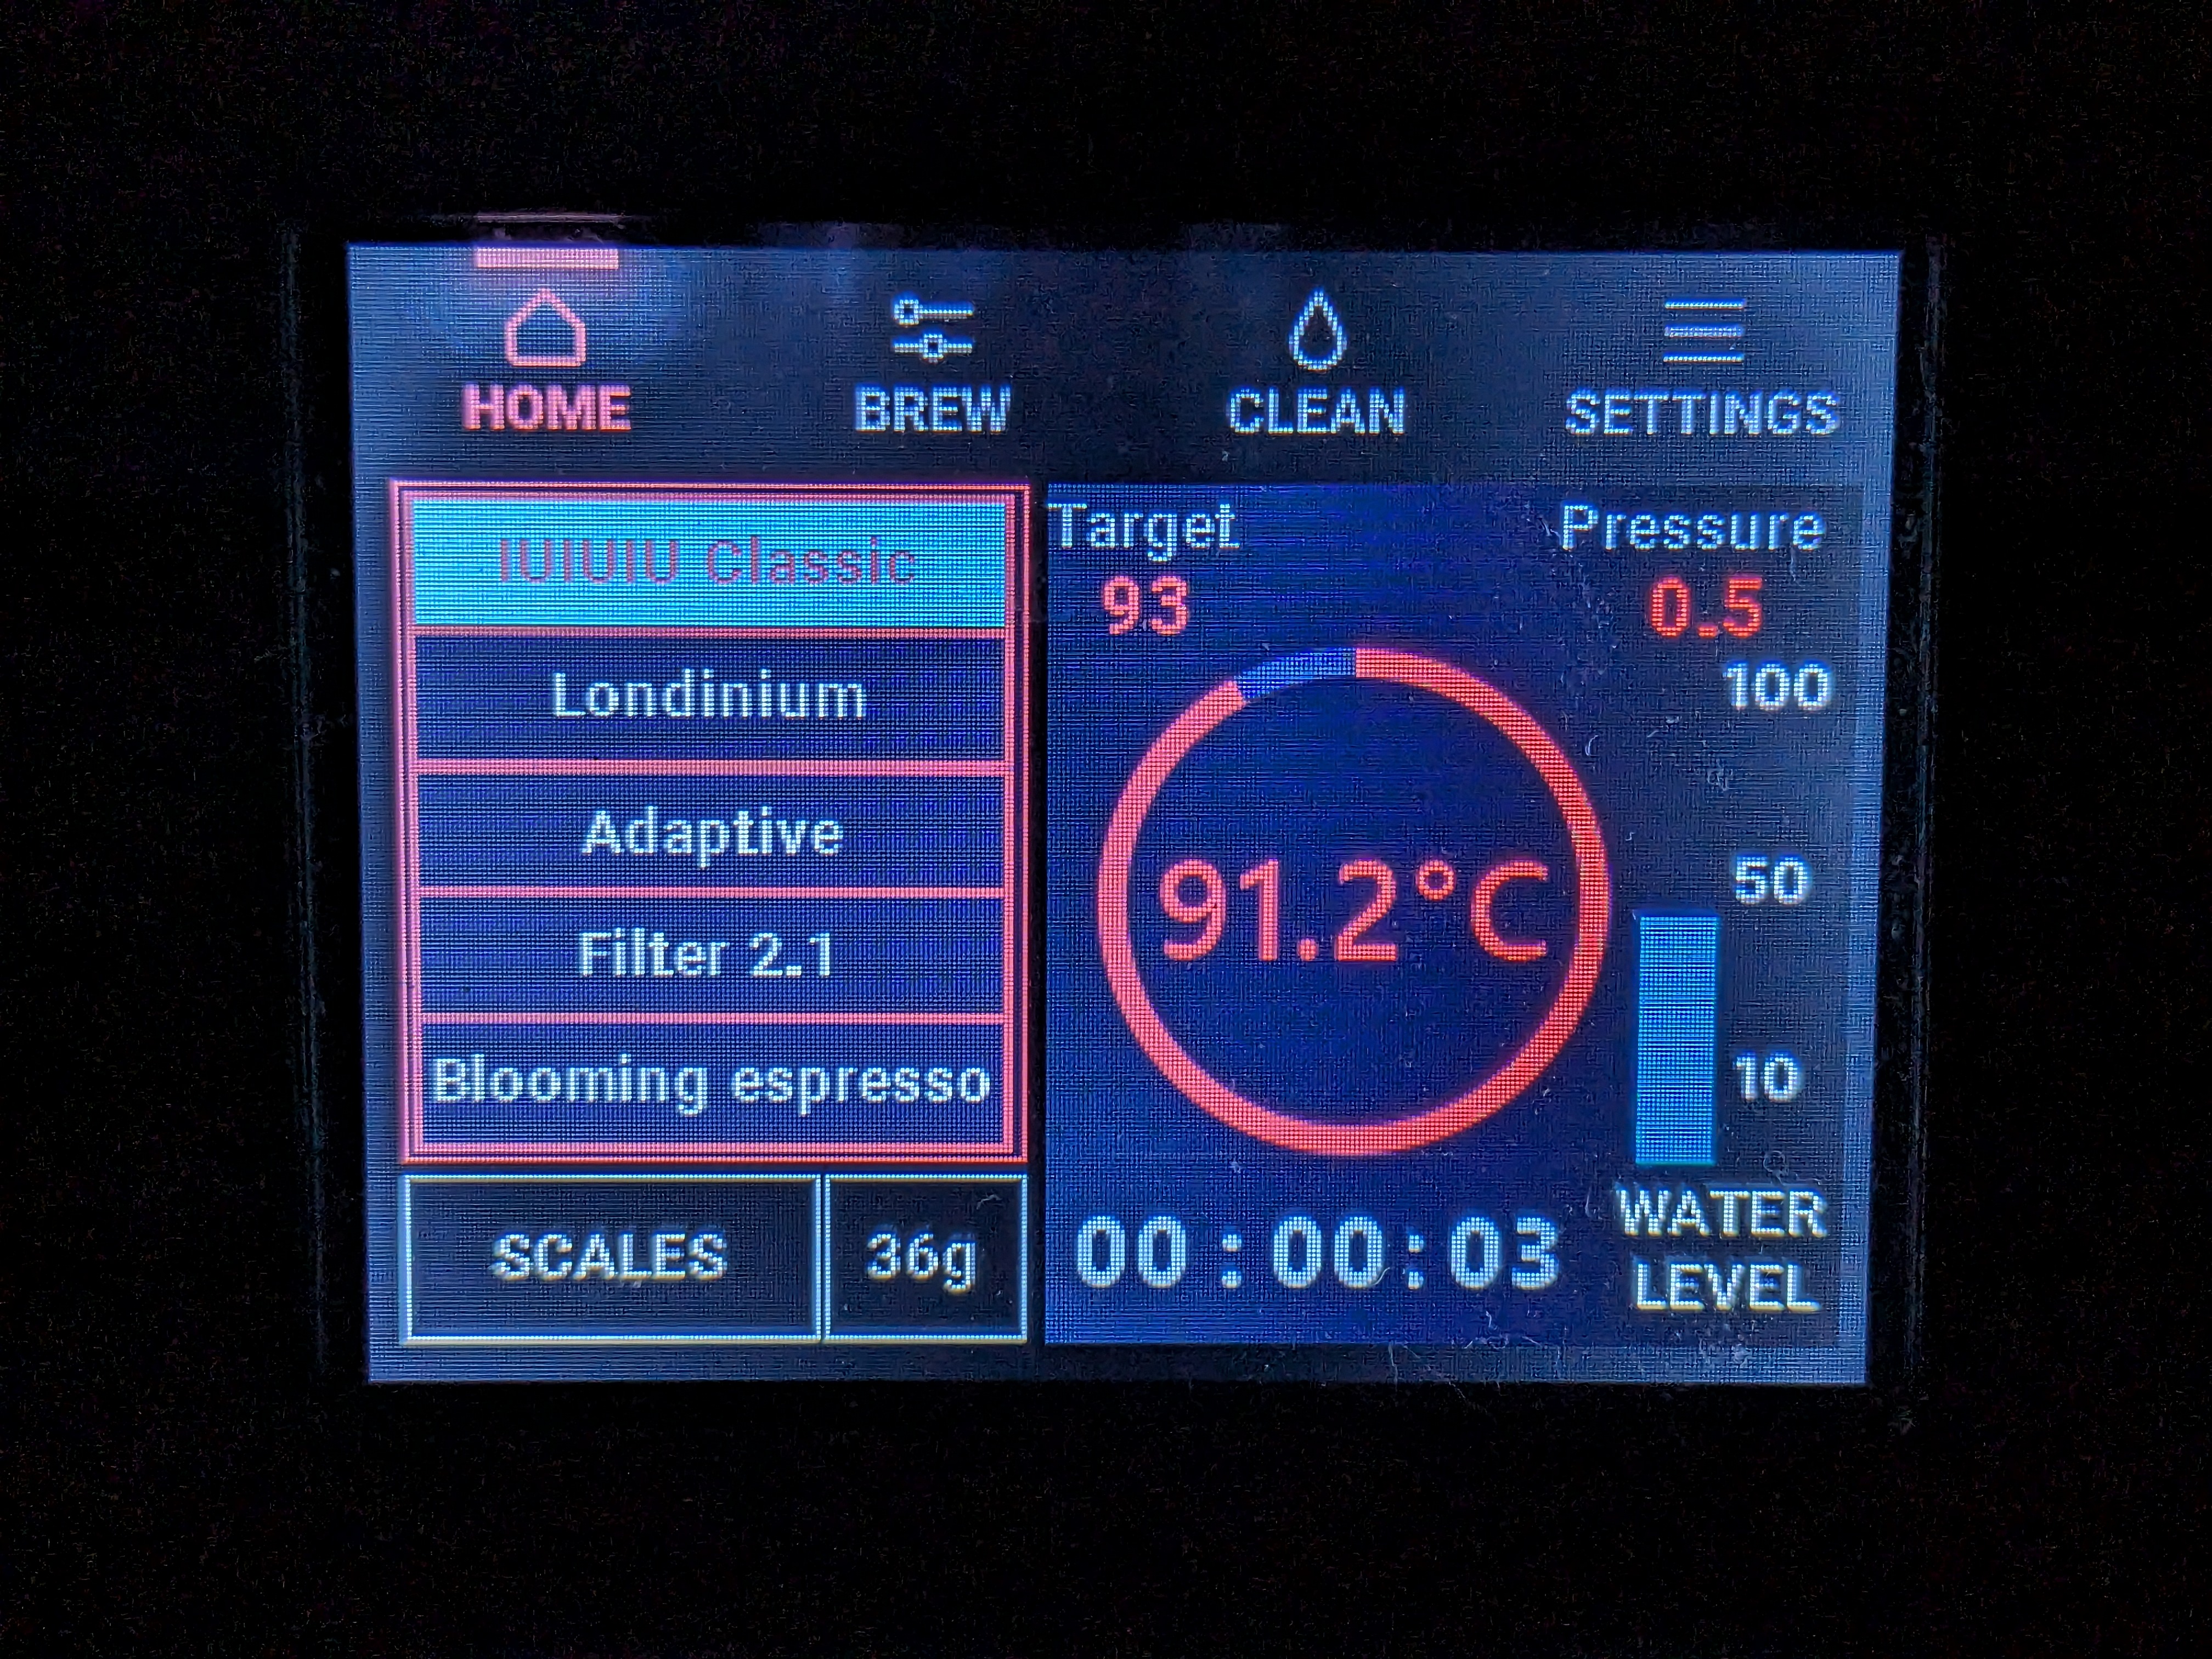 HOME
BREW
CLEAN
SETTINGS
IUIUIU Classic
Londinium
Adaptive
Filter 2.1
Blooming espresso
SCALES
36g
Target
93
Pressure
0.5
91.2°C
100
50
10
00:00:03
WATER
LEVEL